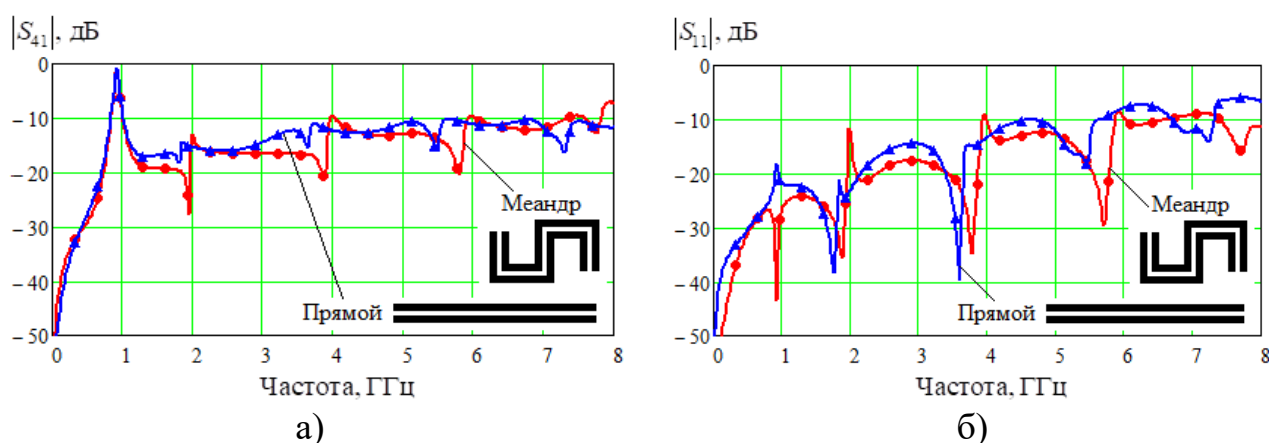 |S₄₁|, дБ
0
– 10
– 20
– 30
– 40
– 50
0 1 2 3 4 5 6 7 8
Меандр
Прямой
Частота, ГГц
а)
|S₁₁|, дБ
0
– 10
– 20
– 30
– 40
– 50
0 1 2 3 4 5 6 7 8
Меандр
Прямой
Частота, ГГц
б)